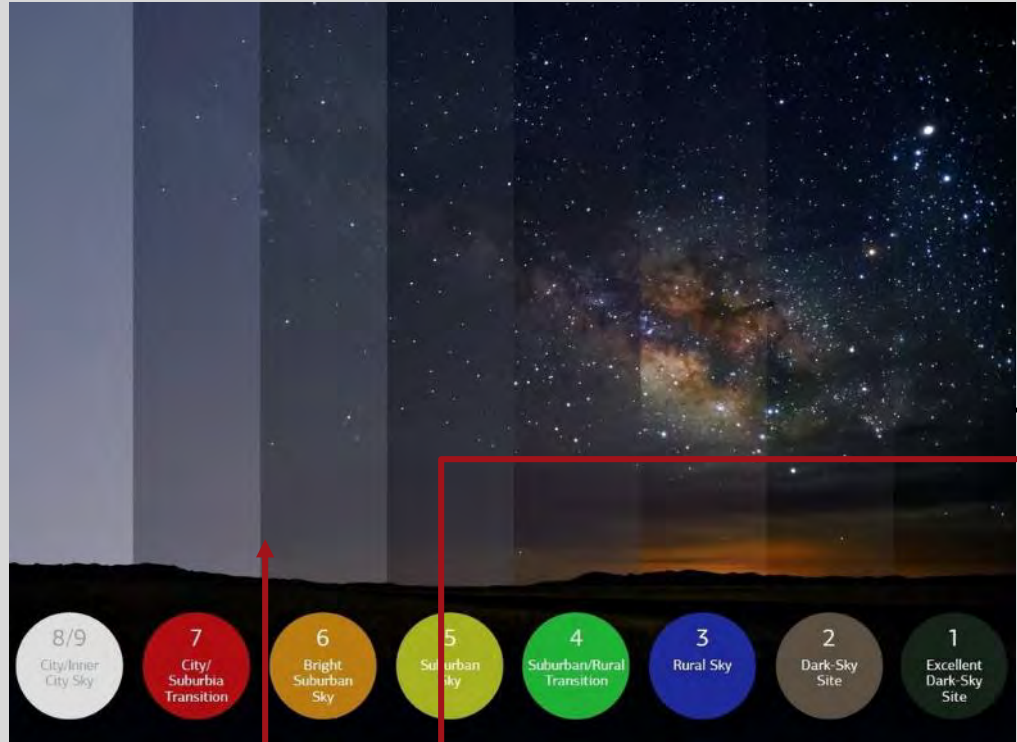 8/9
City/Inner
City Sky
7
City/
Suburbia
Transition
6
Bright
Suburban
Sky
5
Suburban
Sky
4
Suburban/Rural
Transition
3
Rural Sky
2
Dark-Sky
Site
1
Excellent
Dark-Sky
Site